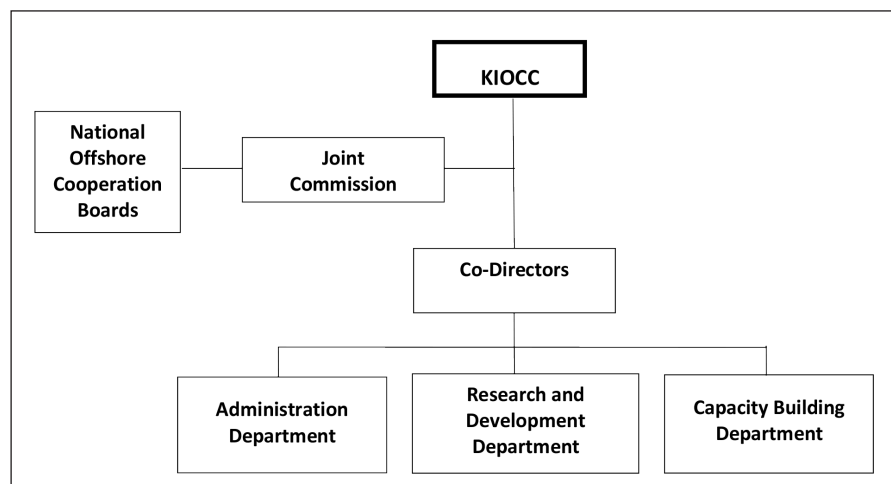 KIOCC
National
Offshore
Cooperation
Boards
Joint
Commission
Co-Directors
Administration
Department
Research and
Development
Department
Capacity Building
Department